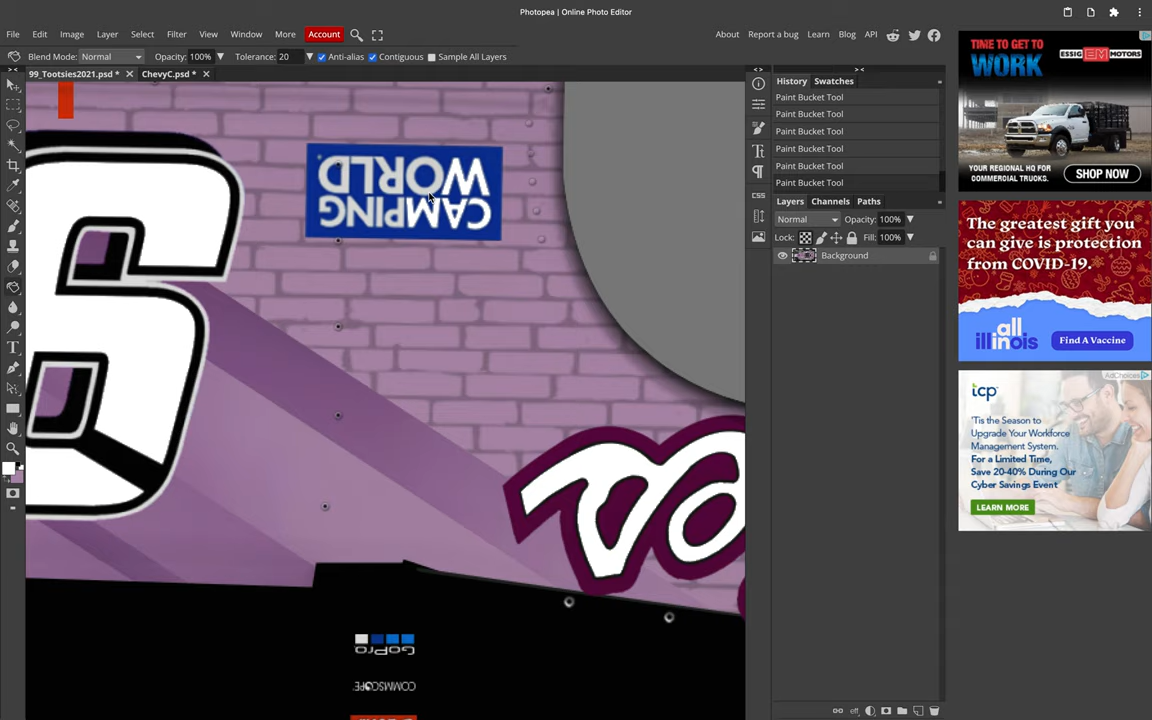 Photopea | Online Photo Editor
File Edit Image Layer Select Filter View Window More Account
About Report a bug Learn Blog API
Blend Mode: Normal Opacity: 100% Tolerance: 20 Anti-alias Contiguous Sample All Layers
99_Tootsies2021.psd * ChevyC.psd *
History Swatches
Paint Bucket Tool
Paint Bucket Tool
Paint Bucket Tool
Paint Bucket Tool
Paint Bucket Tool
Paint Bucket Tool
CSS
Layers Channels Paths
Normal Opacity: 100%
Lock: Fill: 100%
Background
CAMPING
WORLD
GoPro
COMMSCOPE
TIME TO GET TO
WORK
ESSIG EM MOTORS
YOUR REGIONAL HQ FOR
COMMERCIAL TRUCKS.
SHOP NOW
The greatest gift you
can give is protection
from COVID-19.
all
illinois
Find A Vaccine
AdChoices
tcp
'Tis the Season to
Upgrade Your Workforce
Management System.
For a Limited Time,
Save 20-40% During Our
Cyber Savings Event
LEARN MORE